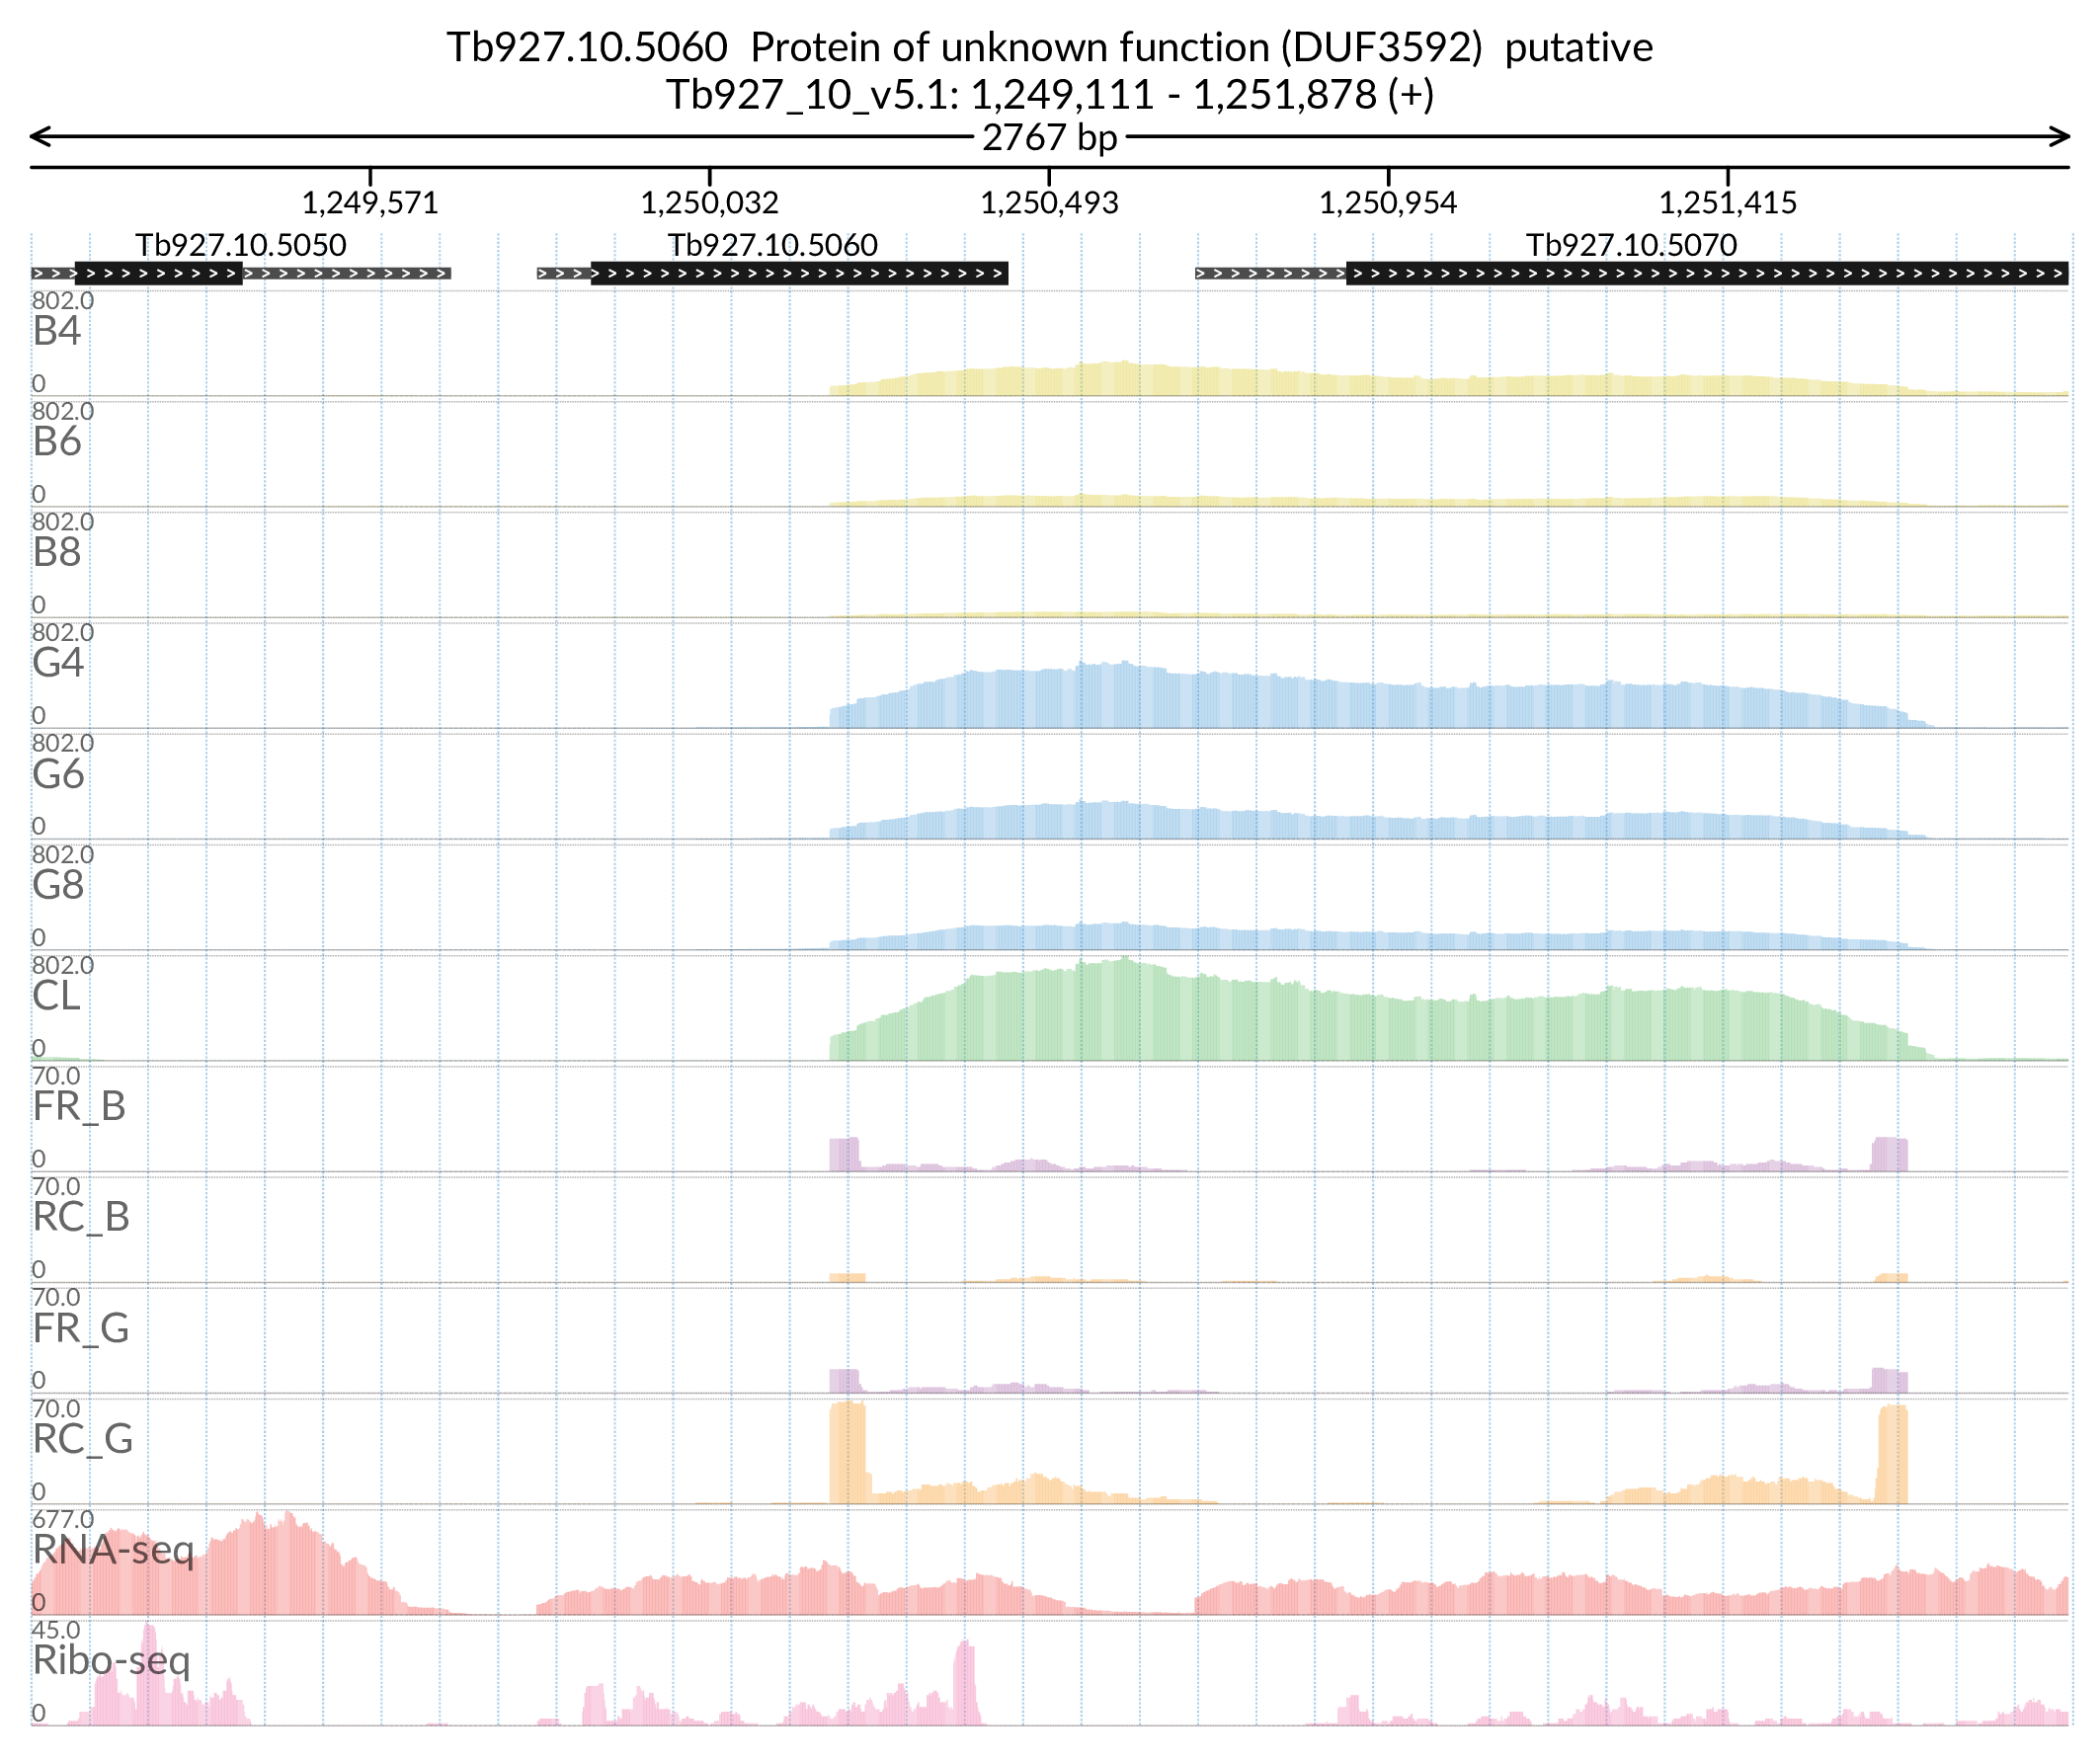 Tb927.10.5060  Protein of unknown function (DUF3592)  putative
Tb927_10_v5.1: 1,249,111 - 1,251,878 (+)
2767 bp
1,249,571 1,250,032 1,250,493 1,250,954 1,251,415
Tb927.10.5050 Tb927.10.5060 Tb927.10.5070
802.0
B4
0
802.0
B6
0
802.0
B8
0
802.0
G4
0
802.0
G6
0
802.0
G8
0
802.0
CL
0
70.0
FR_B
0
70.0
RC_B
0
70.0
FR_G
0
70.0
RC_G
0
677.0
RNA-seq
0
45.0
Ribo-seq
0